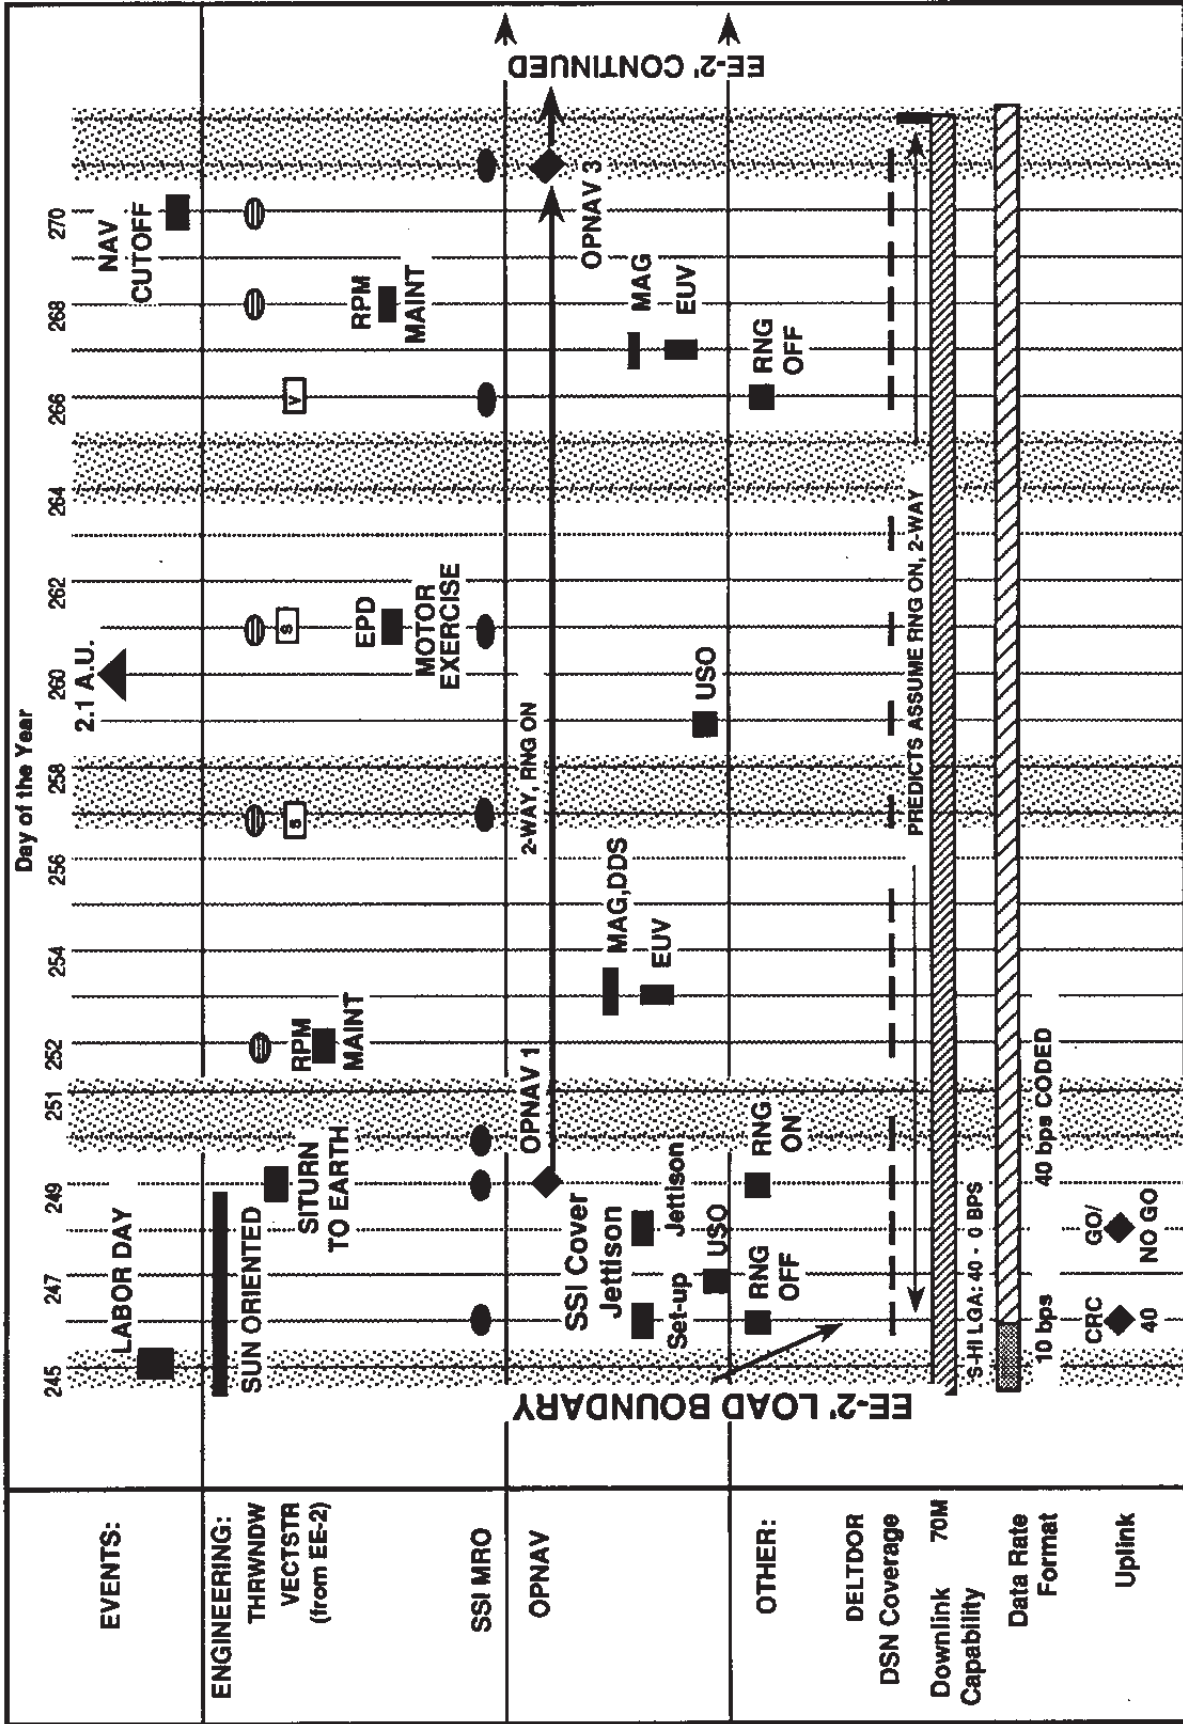 Day of the Year
245 247 249 251 252 254 256 258 260 262 264 266 268 270
EVENTS:
LABOR DAY
2.1 A.U.
NAV
CUTOFF
ENGINEERING:
SUN ORIENTED
THRWNDW
VECTSTR
(from EE-2)
SITURN
TO EARTH
RPM
MAINT
S
S
V
EPD
MOTOR
EXERCISE
RPM
MAINT
SSI MRO
OPNAV
OPNAV 1
2-WAY, RNG ON
OPNAV 3
EE-2' CONTINUED
SSI Cover
Jettison
Set-up
Jettison
USO
MAG,DDS
EUV
USO
MAG
EUV
EE-2' LOAD BOUNDARY
OTHER:
RNG
OFF
RNG
ON
RNG
OFF
DELTDOR
DSN Coverage
PREDICTS ASSUME RNG ON, 2-WAY
Downlink 70M
Capability
S-HI LGA: 40 - 0 BPS
Data Rate
Format
10 bps
40 bps CODED
Uplink
CRC
40
GO/
NO GO